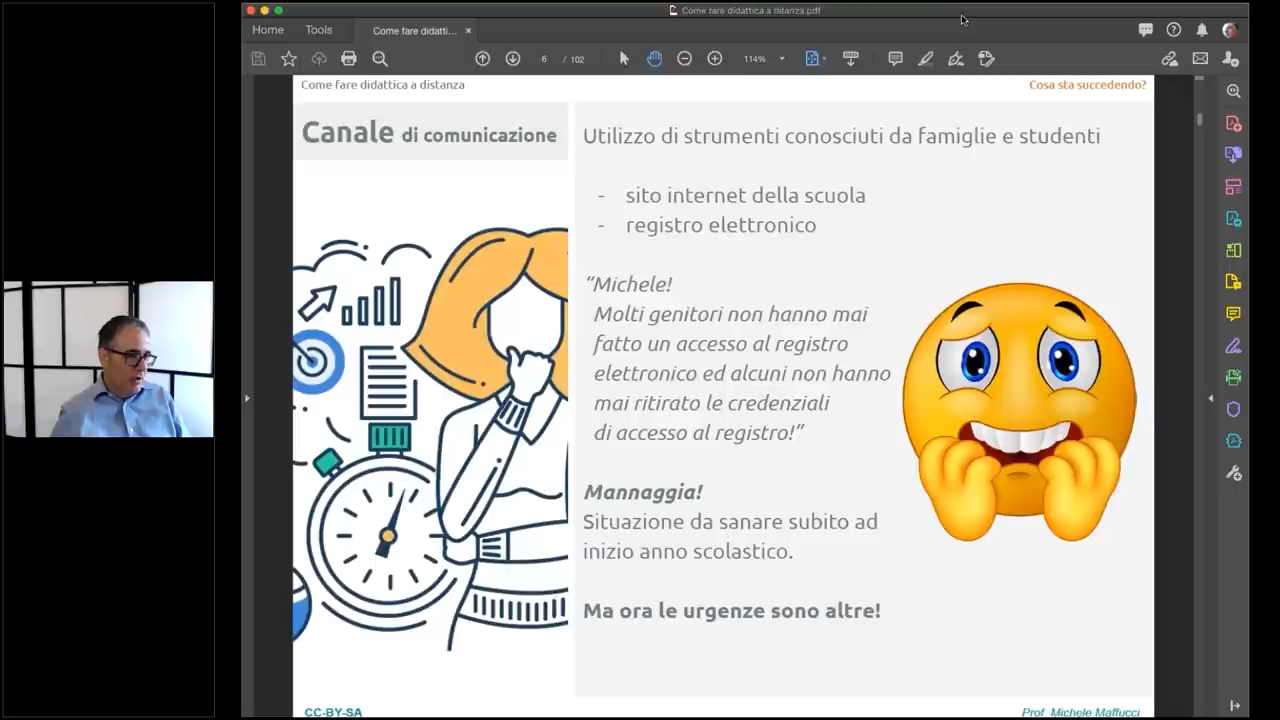 Come fare didattica a ditanza.pdf
Home Tools Come fare didatti... ×
6 / 102 114%
Come fare didattica a distanza Cosa sta succedendo?
Canale di comunicazione
Utilizzo di strumenti conosciuti da famiglie e studenti
- sito internet della scuola
- registro elettronico
“Michele!
Molti genitori non hanno mai
fatto un accesso al registro
elettronico ed alcuni non hanno
mai ritirato le credenziali
di accesso al registro!”
Mannaggia!
Situazione da sanare subito ad
inizio anno scolastico.
Ma ora le urgenze sono altre!
CC-BY-SA Prof. Michele Maffucci